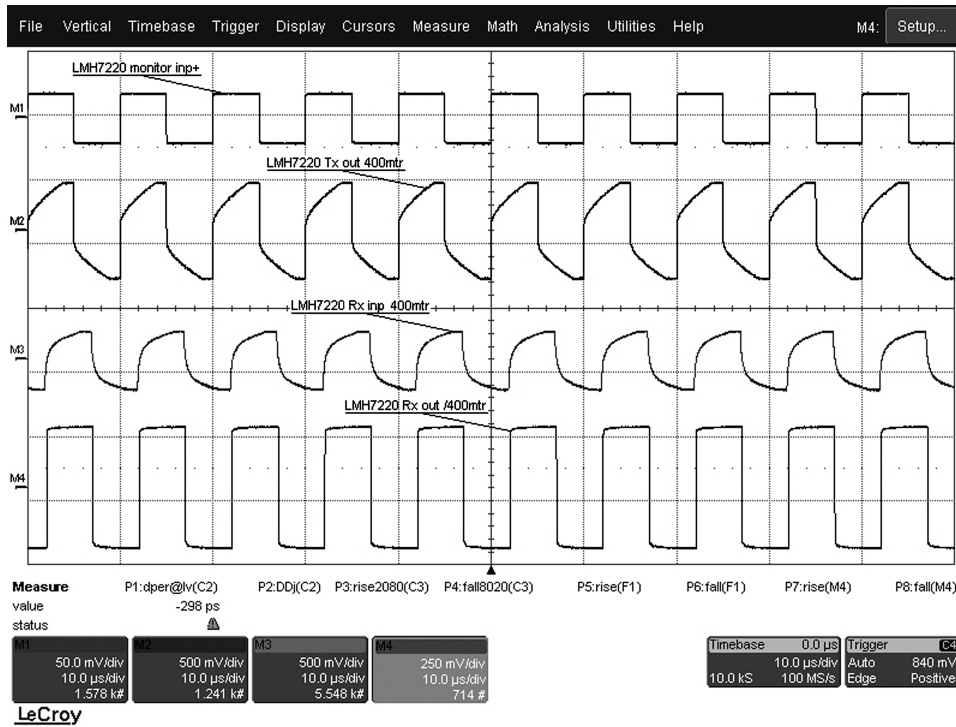 File Vertical Timebase Trigger Display Cursors Measure Math Analysis Utilities Help M4: Setup...
LMH7220 monitor inp+
M1
LMH7220 Tx out 400mtr
M2
LMH7220 Rx inp 400mtr
M3
LMH7220 Rx out /400mtr
M4
Measure P1:dper@lv(C2) P2:DDj(C2) P3:rise2080(C3) P4:fall8020(C3) P5:rise(F1) P6:fall(F1) P7:rise(M4) P8:fall(M4)
value -298 ps
status
M1 M2 M3 M4 Timebase 0.0 µs Trigger C4
50.0 mV/div 500 mV/div 500 mV/div 250 mV/div 10.0 µs/div Auto 840 mV
10.0 µs/div 10.0 µs/div 10.0 µs/div 10.0 µs/div 10.0 kS 100 MS/s Edge Positive
1.578 k# 1.241 k# 5.548 k# 714 #
LeCroy